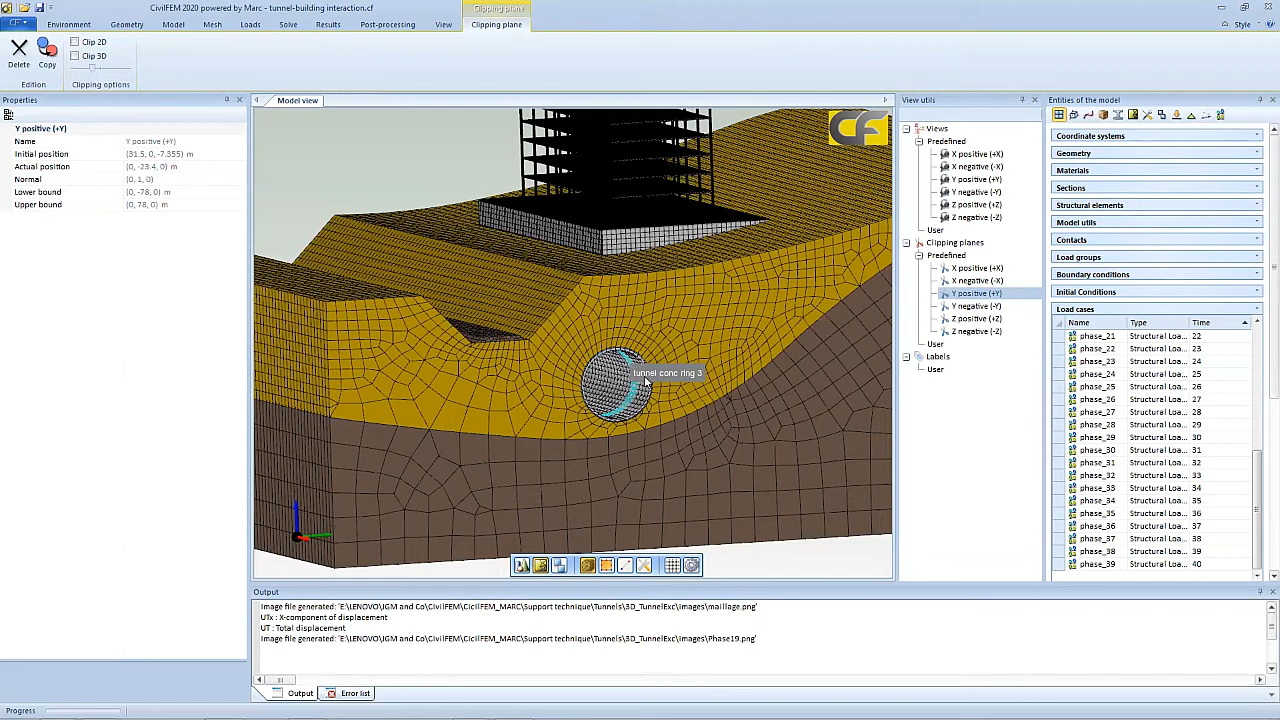 CivilFEM 2020 powered by Marc - tunnel-building interaction.cf
Clipping plane
Style
CF
Environment
Geometry
Model
Mesh
Loads
Solve
Results
Post-processing
View
Clipping plane
Delete
Copy
Clip 2D
Clip 3D
Edition
Clipping options
Properties
Y positive (+Y)
Name Y positive (+Y)
Initial position (31.5, 0, -7.355) m
Actual position (0, -23.4, 0) m
Normal (0, 1, 0)
Lower bound (0, -78, 0) m
Upper bound (0, 78, 0) m
Model view
CF
tunnel conc ring 3
View utils
Views
Predefined
X positive (+X)
X negative (-X)
Y positive (+Y)
Y negative (-Y)
Z positive (+Z)
Z negative (-Z)
User
Clipping planes
Predefined
X positive (+X)
X negative (-X)
Y positive (+Y)
Y negative (-Y)
Z positive (+Z)
Z negative (-Z)
User
Labels
User
Entities of the model
Coordinate systems
Geometry
Materials
Sections
Structural elements
Model utils
Contacts
Load groups
Boundary conditions
Initial Conditions
Load cases
Name Type Time
phase_21 Structural Loa... 22
phase_22 Structural Loa... 23
phase_23 Structural Loa... 24
phase_24 Structural Loa... 25
phase_25 Structural Loa... 26
phase_26 Structural Loa... 27
phase_27 Structural Loa... 28
phase_28 Structural Loa... 29
phase_29 Structural Loa... 30
phase_30 Structural Loa... 31
phase_31 Structural Loa... 32
phase_32 Structural Loa... 33
phase_33 Structural Loa... 34
phase_34 Structural Loa... 35
phase_35 Structural Loa... 36
phase_36 Structural Loa... 37
phase_37 Structural Loa... 38
phase_38 Structural Loa... 39
phase_39 Structural Loa... 40
Output
Image file generated: 'E:\LENOVO\IGM and Co\CivilFEM\CicilFEM_MARC\Support technique\Tunnels\3D_TunnelExc\Images\maillage.png'
UTx : X-component of displacement
UT : Total displacement
Image file generated: 'E:\LENOVO\IGM and Co\CivilFEM\CicilFEM_MARC\Support technique\Tunnels\3D_TunnelExc\Images\Phase19.png'
Output
Error list
Progress